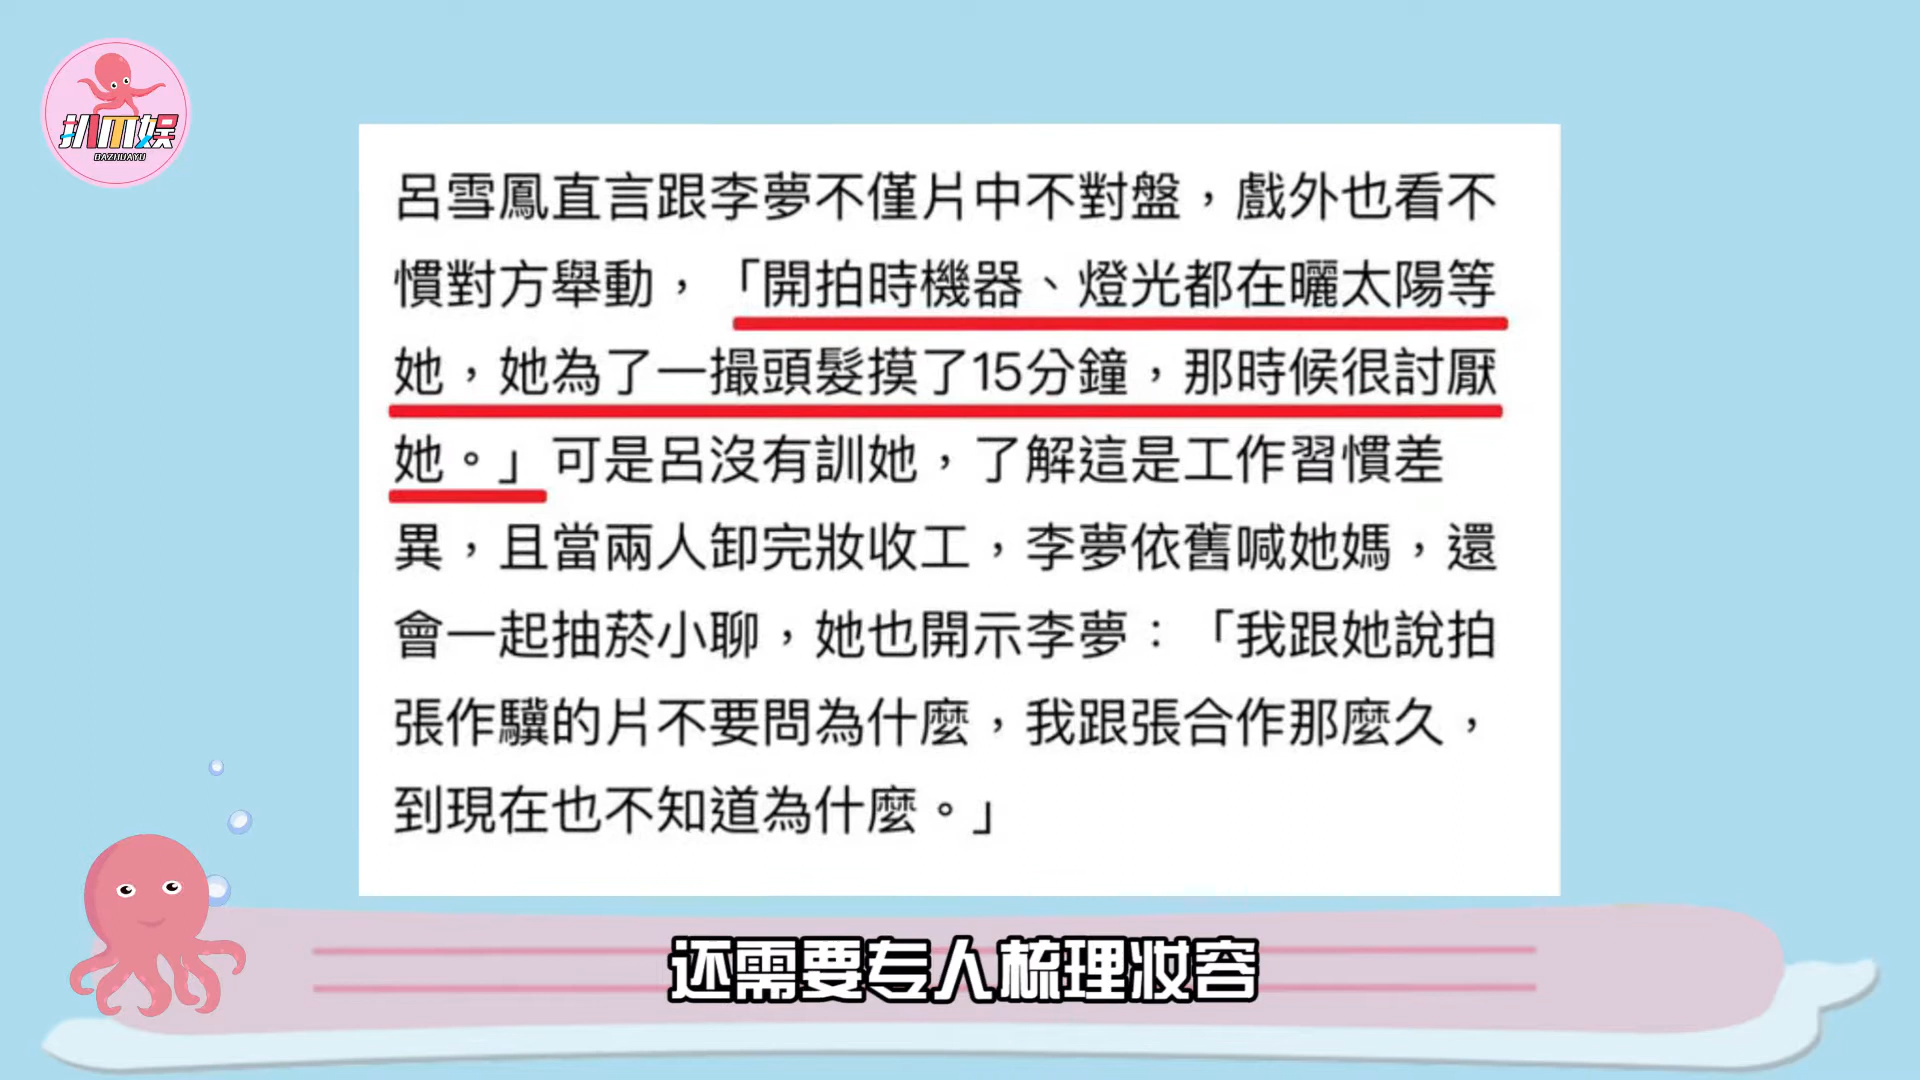 扒爪娱
BAZHUAYU
呂雪鳳直言跟李夢不僅片中不對盤，戲外也看不
慣對方舉動，「開拍時機器、燈光都在曬太陽等
她，她為了一撮頭髮摸了15分鐘，那時候很討厭
她。」可是呂沒有訓她，了解這是工作習慣差
異，且當兩人卸完妝收工，李夢依舊喊她媽，還
會一起抽菸小聊，她也開示李夢：「我跟她說拍
張作驥的片不要問為什麼，我跟張合作那麼久，
到現在也不知道為什麼。」
还需要专人梳理妆容